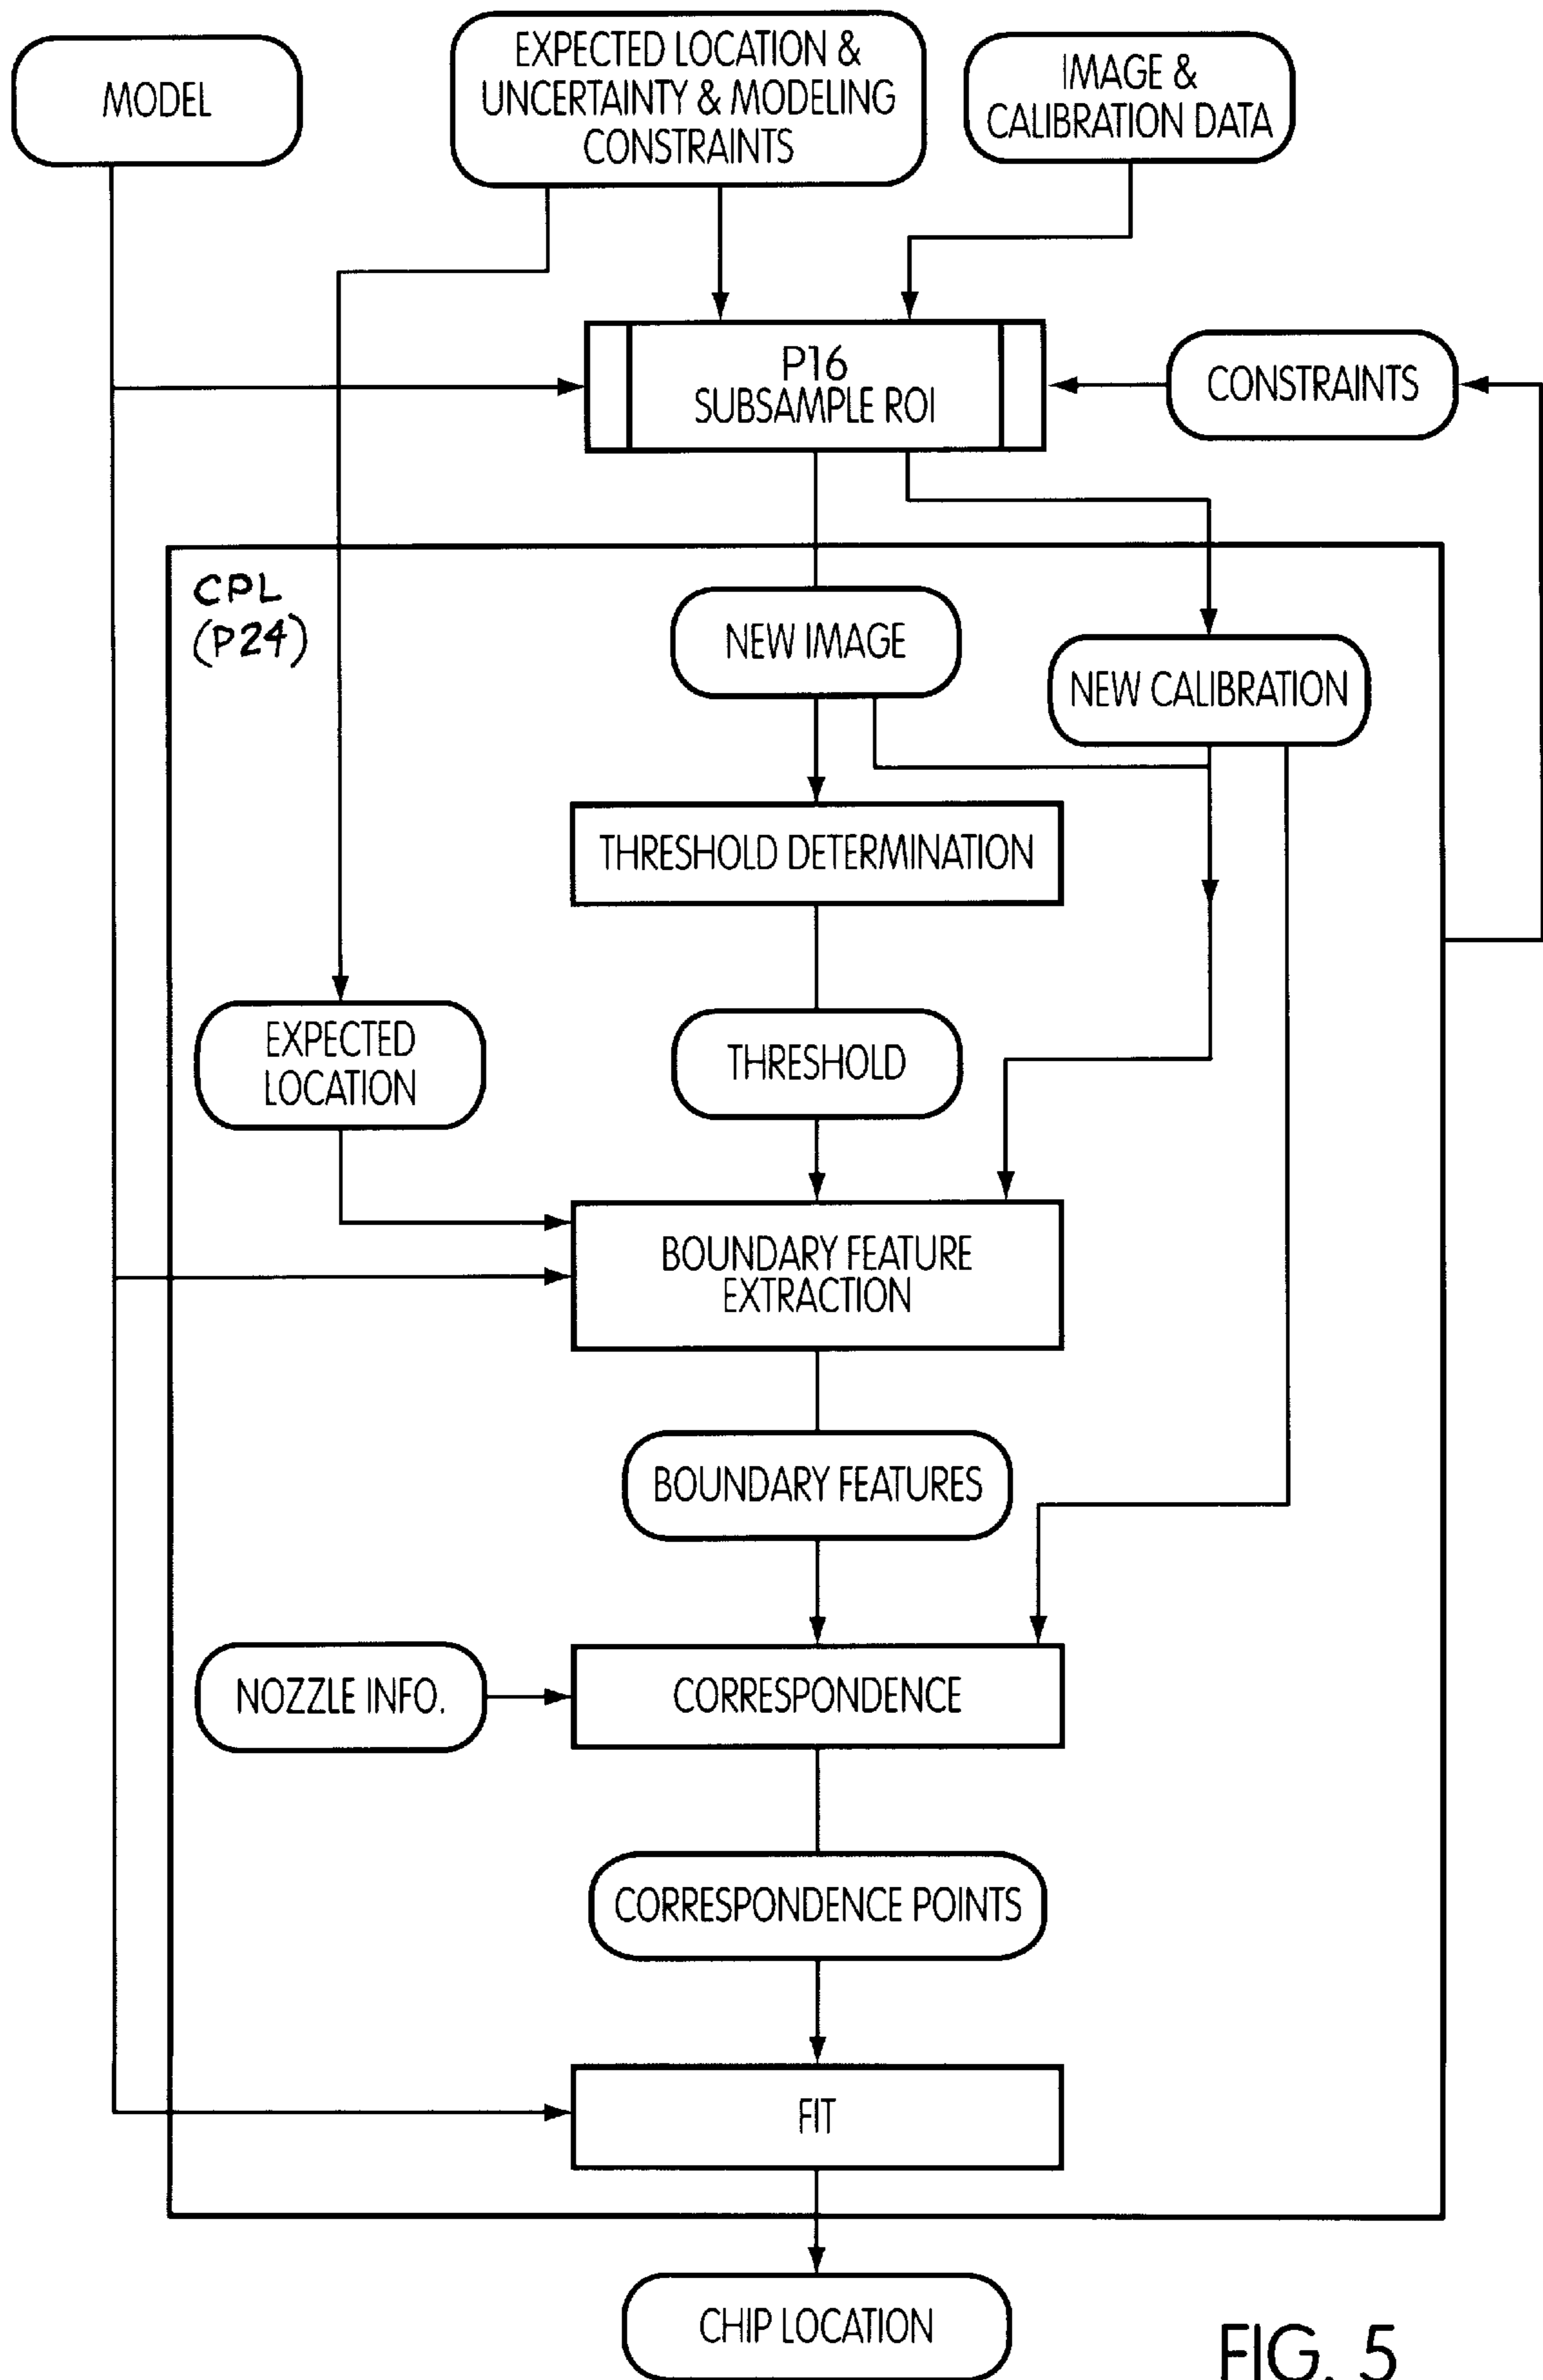 MODEL
EXPECTED LOCATION &
UNCERTAINTY & MODELING
CONSTRAINTS
IMAGE &
CALIBRATION DATA
P16
SUBSAMPLE ROI
CONSTRAINTS
CPL
(P24)
NEW IMAGE
NEW CALIBRATION
THRESHOLD DETERMINATION
EXPECTED
LOCATION
THRESHOLD
BOUNDARY FEATURE
EXTRACTION
BOUNDARY FEATURES
NOZZLE INFO.
CORRESPONDENCE
CORRESPONDENCE POINTS
FIT
CHIP LOCATION
FIG. 5